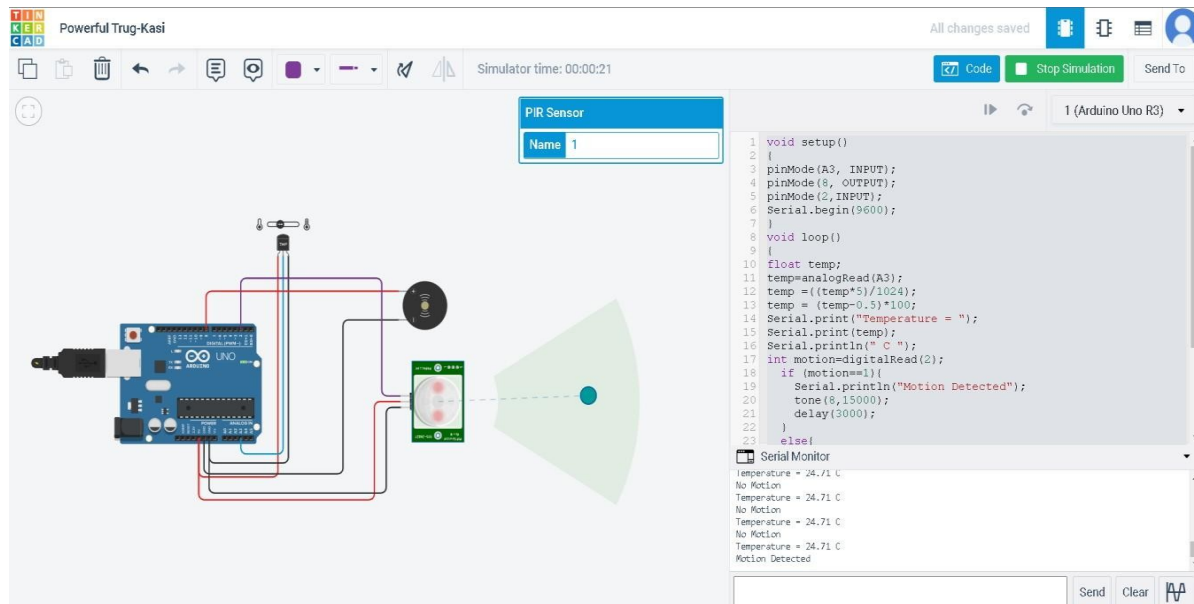 TIN
KER
CAD
Powerful Trug-Kasi
All changes saved
Simulator time: 00:00:21
Code
Stop Simulation
Send To
PIR Sensor
Name 1
1 (Arduino Uno R3)
1 void setup()
2 {
3 pinMode(A3, INPUT);
4 pinMode(8, OUTPUT);
5 pinMode(2,INPUT);
6 Serial.begin(9600);
7 }
8 void loop()
9 {
10 float temp;
11 temp=analogRead(A3);
12 temp =((temp*5)/1024);
13 temp = (temp-0.5)*100;
14 Serial.print("Temperature = ");
15 Serial.print(temp);
16 Serial.println(" C ");
17 int motion=digitalRead(2);
18 if (motion==1){
19 Serial.println("Motion Detected");
20 tone(8,15000);
21 delay(3000);
22 }
23 else{
Serial Monitor
Temperature = 24.71 C
No Motion
Temperature = 24.71 C
No Motion
Temperature = 24.71 C
No Motion
Temperature = 24.71 C
Motion Detected
Send
Clear
TMP
UNO
ARDUINO
POWER
ANALOG IN